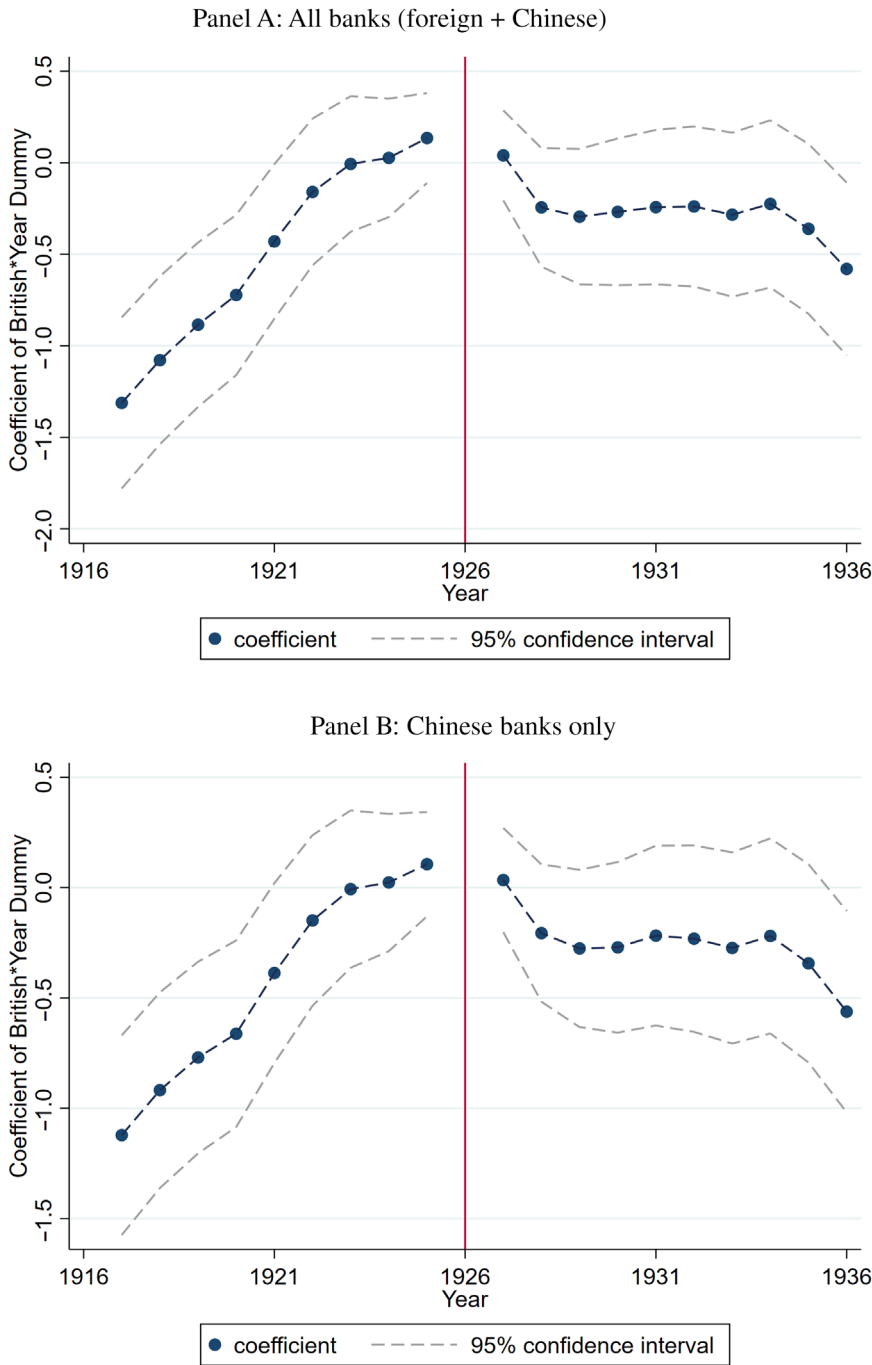 Panel A: All banks (foreign + Chinese)
Coefficient of British*Year Dummy
0.5
0.0
−0.5
−1.0
−1.5
−2.0
1916 1921 1926 1931 1936
Year
coefficient 95% confidence interval
Panel B: Chinese banks only
Coefficient of British*Year Dummy
0.5
0.0
−0.5
−1.0
−1.5
1916 1921 1926 1931 1936
Year
coefficient 95% confidence interval